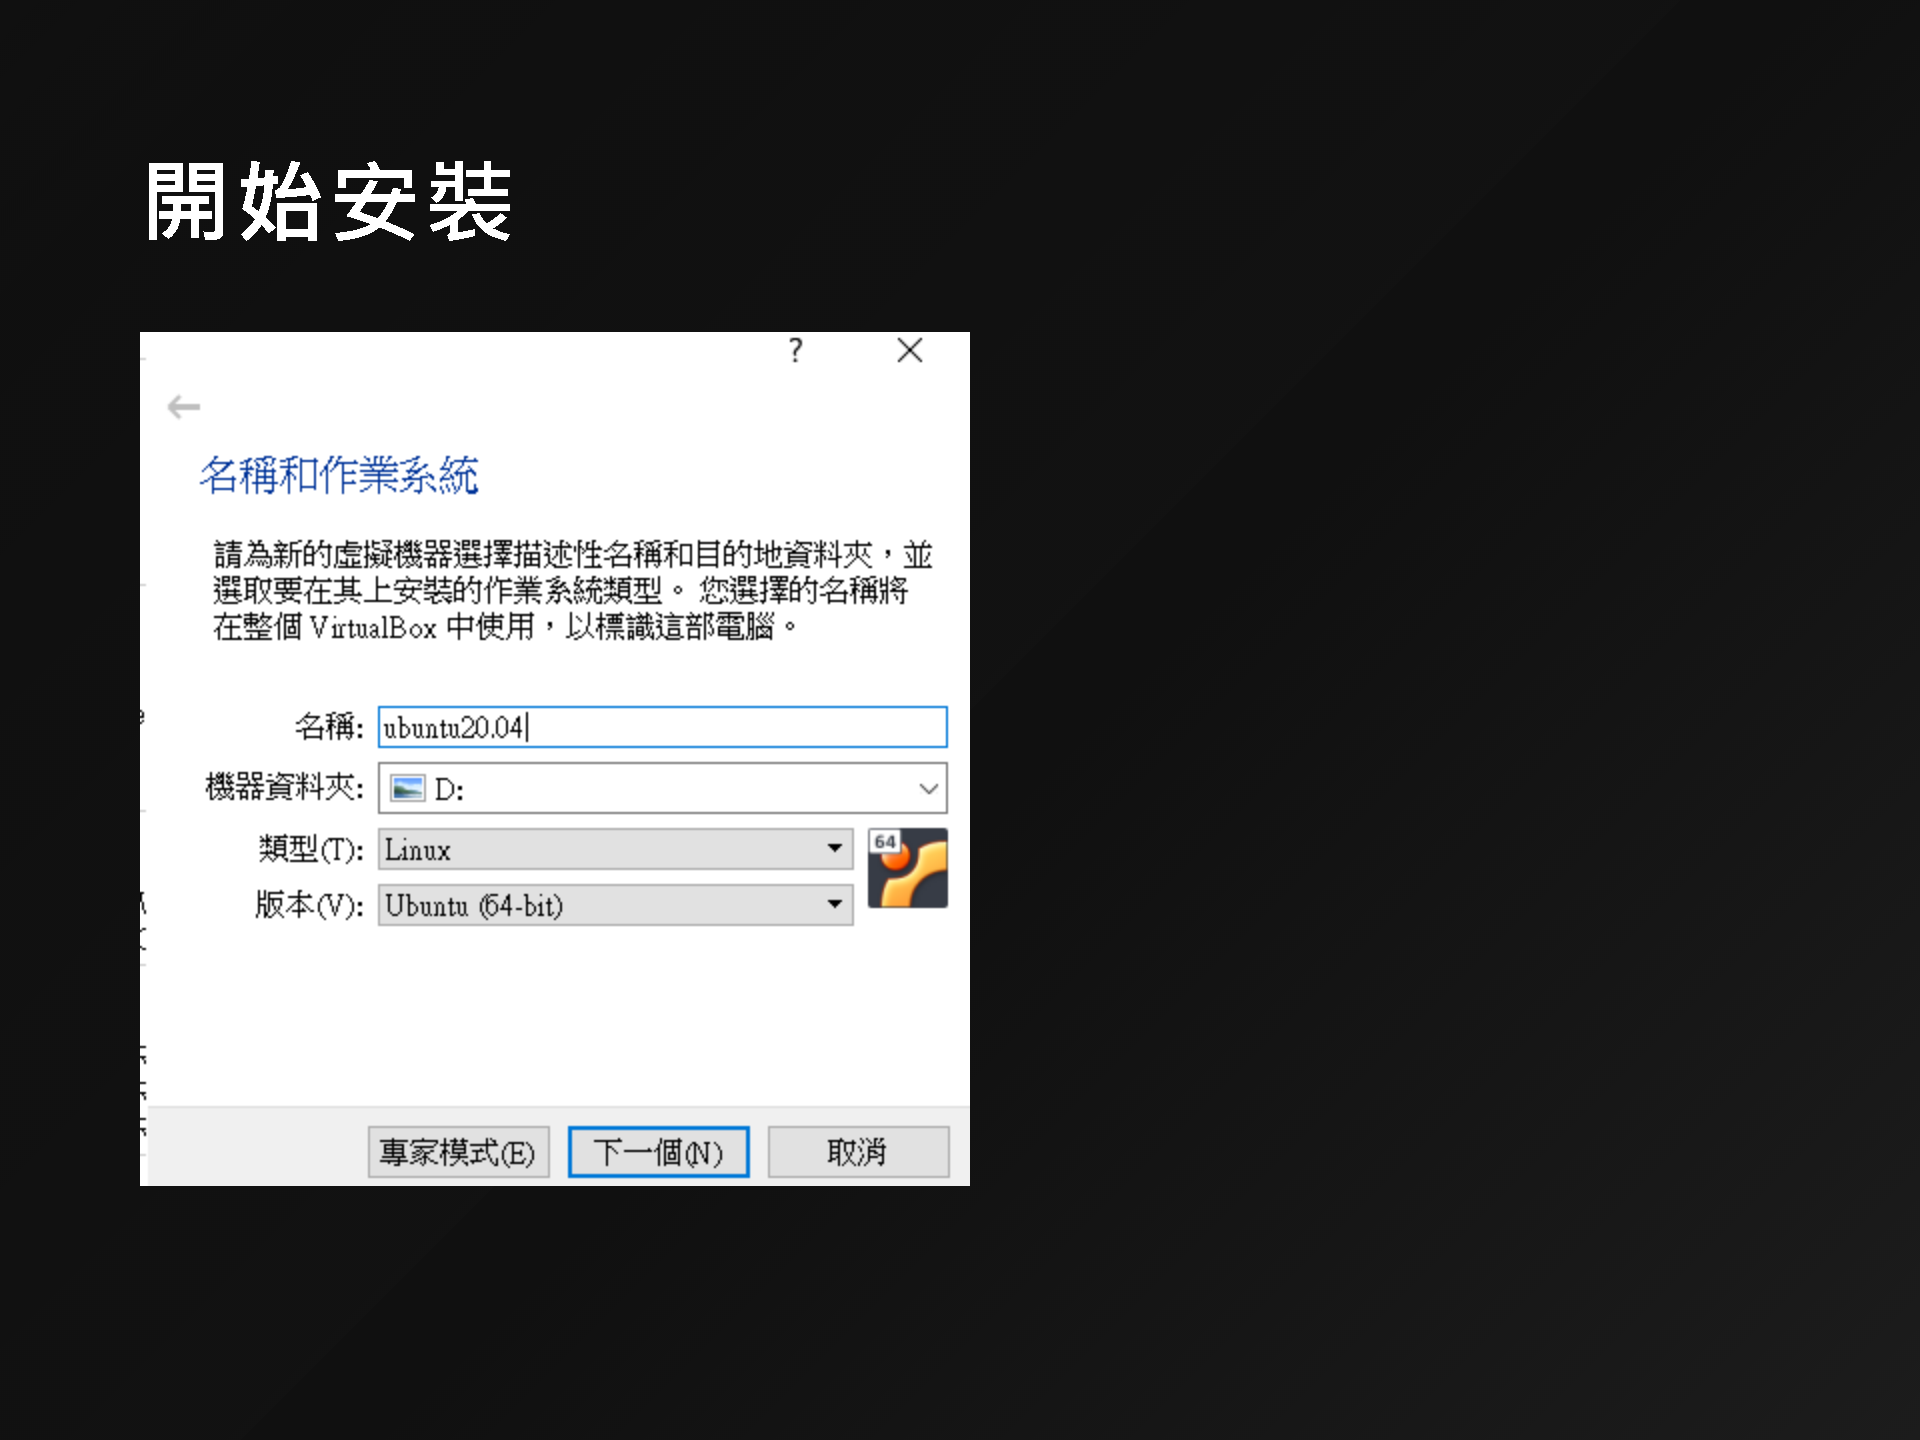 開始安裝
?
名稱和作業系統
請為新的虛擬機器選擇描述性名稱和目的地資料夾，並
選取要在其上安裝的作業系統類型。 您選擇的名稱將
在整個 VirtualBox 中使用，以標識這部電腦。
名稱: ubuntu20.04
機器資料夾: D:
類型(T): Linux
64
版本(V): Ubuntu (64-bit)
專家模式(E) 下一個(N) 取消